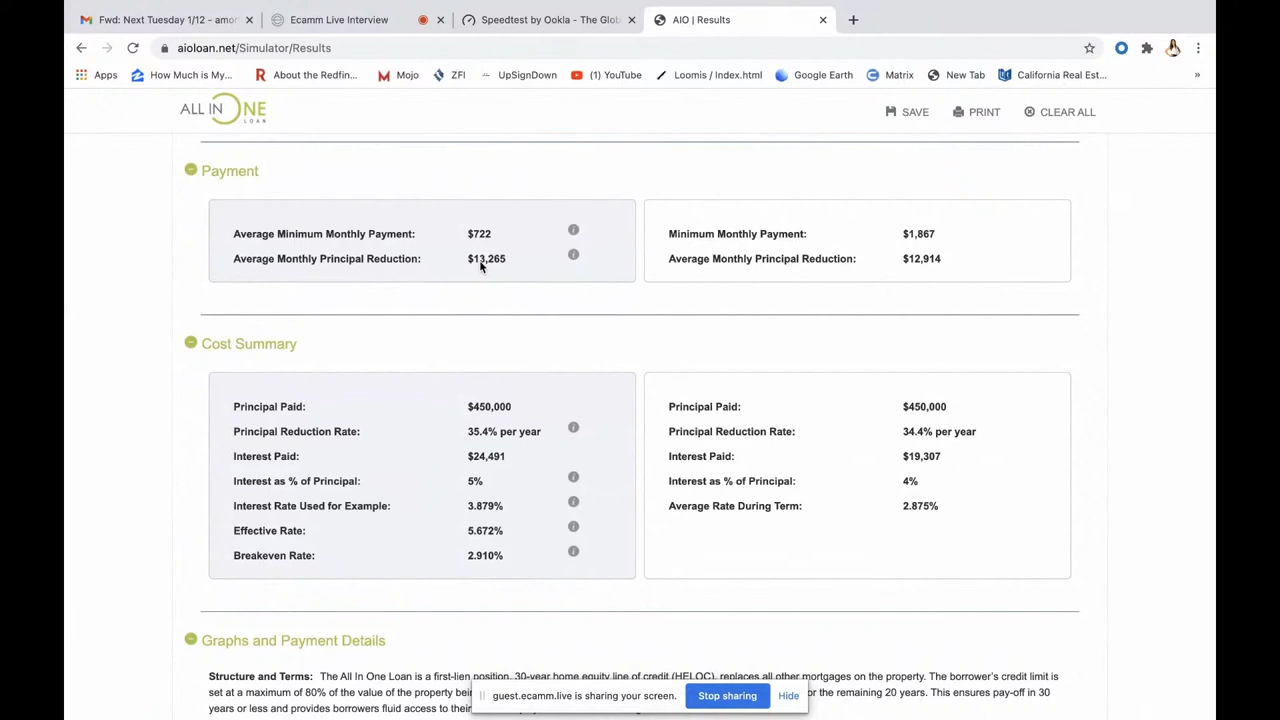 Fwd: Next Tuesday 1/12 - amor
Ecamm Live Interview
Speedtest by Ookla - The Glob
AIO | Results
aioloan.net/Simulator/Results
Apps
How Much is My...
About the Redfin...
Mojo
ZFI
UpSignDown
(1) YouTube
Loomis / Index.html
Google Earth
Matrix
New Tab
California Real Est...
»
ALL IN ONE
LOAN
SAVE
PRINT
CLEAR ALL
Payment
Average Minimum Monthly Payment: $722
Average Monthly Principal Reduction: $13,265
Minimum Monthly Payment: $1,867
Average Monthly Principal Reduction: $12,914
Cost Summary
Principal Paid: $450,000
Principal Reduction Rate: 35.4% per year
Interest Paid: $24,491
Interest as % of Principal: 5%
Interest Rate Used for Example: 3.879%
Effective Rate: 5.672%
Breakeven Rate: 2.910%
Principal Paid: $450,000
Principal Reduction Rate: 34.4% per year
Interest Paid: $19,307
Interest as % of Principal: 4%
Average Rate During Term: 2.875%
Graphs and Payment Details
Structure and Terms: The All In One Loan is a first-lien position, 30-year home equity line of credit (HELOC), replaces all other mortgages on the property. The borrower's credit limit is
set at a maximum of 80% of the value of the property bein
or the remaining 20 years. This ensures pay-off in 30
years or less and provides borrowers fluid access to their
guest.ecamm.live is sharing your screen.
Stop sharing
Hide